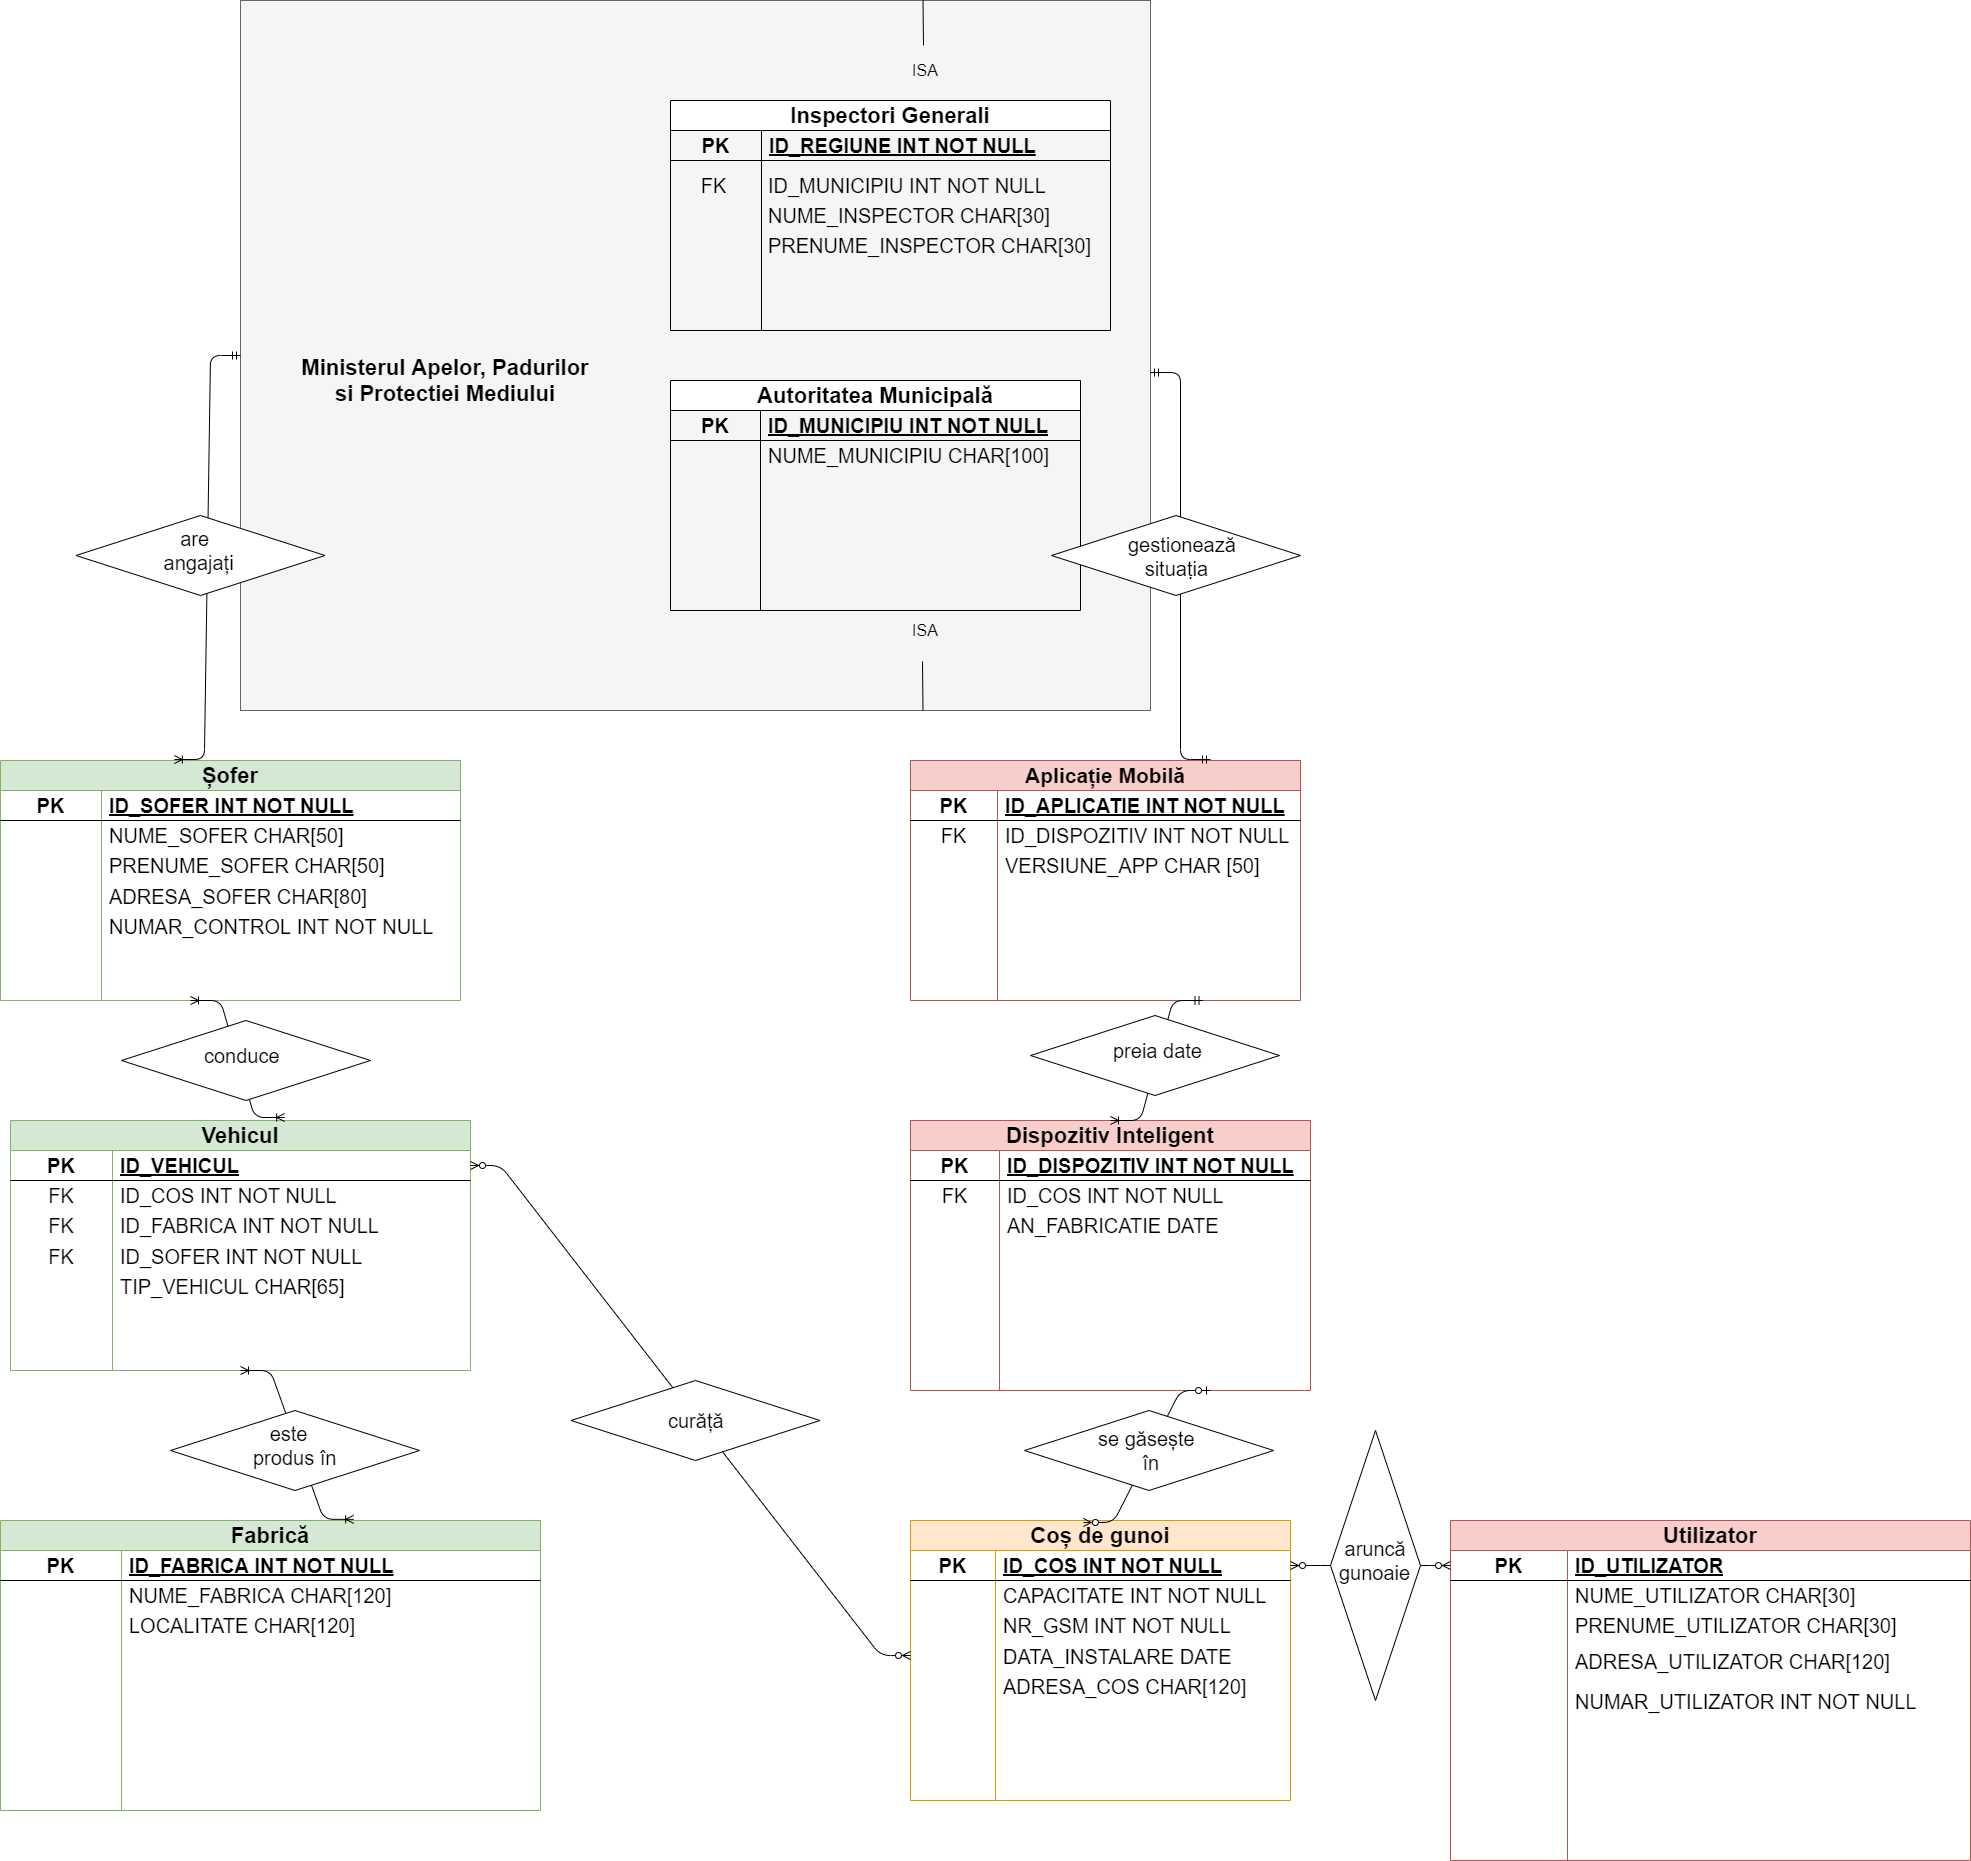 ISA
Inspectori Generali
PK ID_REGIUNE INT NOT NULL
FK ID_MUNICIPIU INT NOT NULL
NUME_INSPECTOR CHAR[30]
PRENUME_INSPECTOR CHAR[30]
Ministerul Apelor, Padurilor
si Protectiei Mediului
Autoritatea Municipală
PK ID_MUNICIPIU INT NOT NULL
NUME_MUNICIPIU CHAR[100]
ISA
are
angajați
gestionează
situația
Șofer
PK ID_SOFER INT NOT NULL
NUME_SOFER CHAR[50]
PRENUME_SOFER CHAR[50]
ADRESA_SOFER CHAR[80]
NUMAR_CONTROL INT NOT NULL
Aplicație Mobilă
PK ID_APLICATIE INT NOT NULL
FK ID_DISPOZITIV INT NOT NULL
VERSIUNE_APP CHAR [50]
conduce
preia date
Vehicul
PK ID_VEHICUL
FK ID_COS INT NOT NULL
FK ID_FABRICA INT NOT NULL
FK ID_SOFER INT NOT NULL
TIP_VEHICUL CHAR[65]
Dispozitiv Inteligent
PK ID_DISPOZITIV INT NOT NULL
FK ID_COS INT NOT NULL
AN_FABRICATIE DATE
este
produs în
curăță
se găsește
în
Fabrică
PK ID_FABRICA INT NOT NULL
NUME_FABRICA CHAR[120]
LOCALITATE CHAR[120]
Coș de gunoi
PK ID_COS INT NOT NULL
CAPACITATE INT NOT NULL
NR_GSM INT NOT NULL
DATA_INSTALARE DATE
ADRESA_COS CHAR[120]
aruncă
gunoaie
Utilizator
PK ID_UTILIZATOR
NUME_UTILIZATOR CHAR[30]
PRENUME_UTILIZATOR CHAR[30]
ADRESA_UTILIZATOR CHAR[120]
NUMAR_UTILIZATOR INT NOT NULL